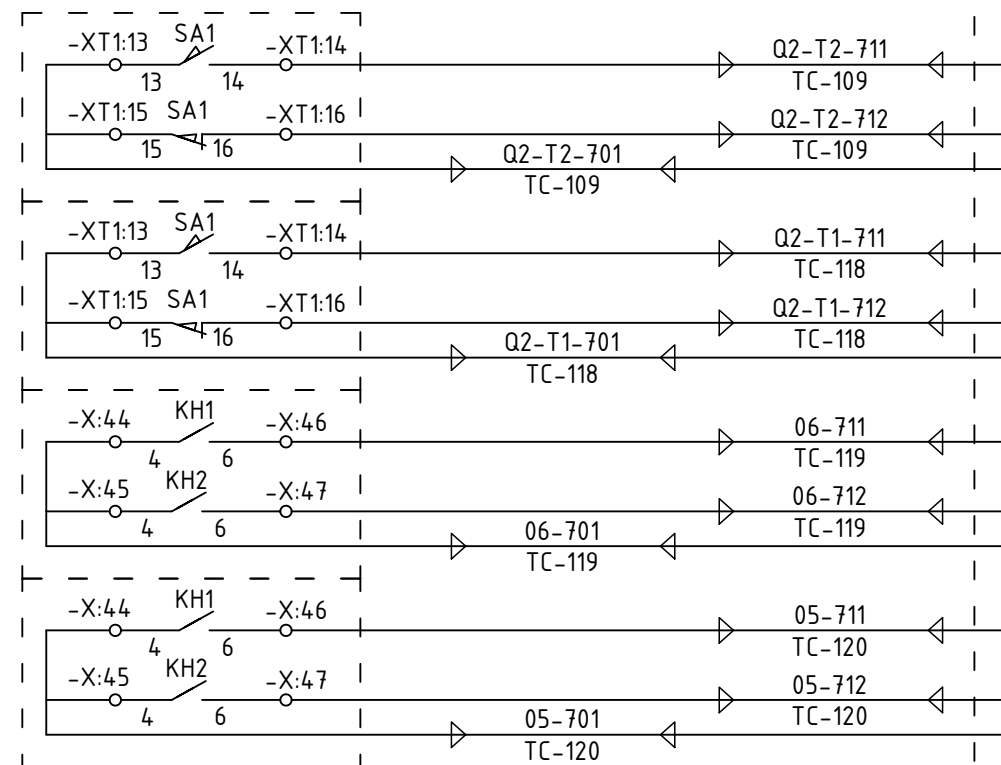 -XT1:13 SA1 -XT1:14 Q2-T2-711
13 14 TC-109
-XT1:15 SA1 -XT1:16 Q2-T2-712
15 16 TC-109
Q2-T2-701
TC-109
-XT1:13 SA1 -XT1:14 Q2-T1-711
13 14 TC-118
-XT1:15 SA1 -XT1:16 Q2-T1-712
15 16 TC-118
Q2-T1-701
TC-118
-X:44 KH1 -X:46 06-711
4 6 TC-119
-X:45 KH2 -X:47 06-712
4 6 TC-119
06-701
TC-119
-X:44 KH1 -X:46 05-711
4 6 TC-120
-X:45 KH2 -X:47 05-712
4 6 TC-120
05-701
TC-120